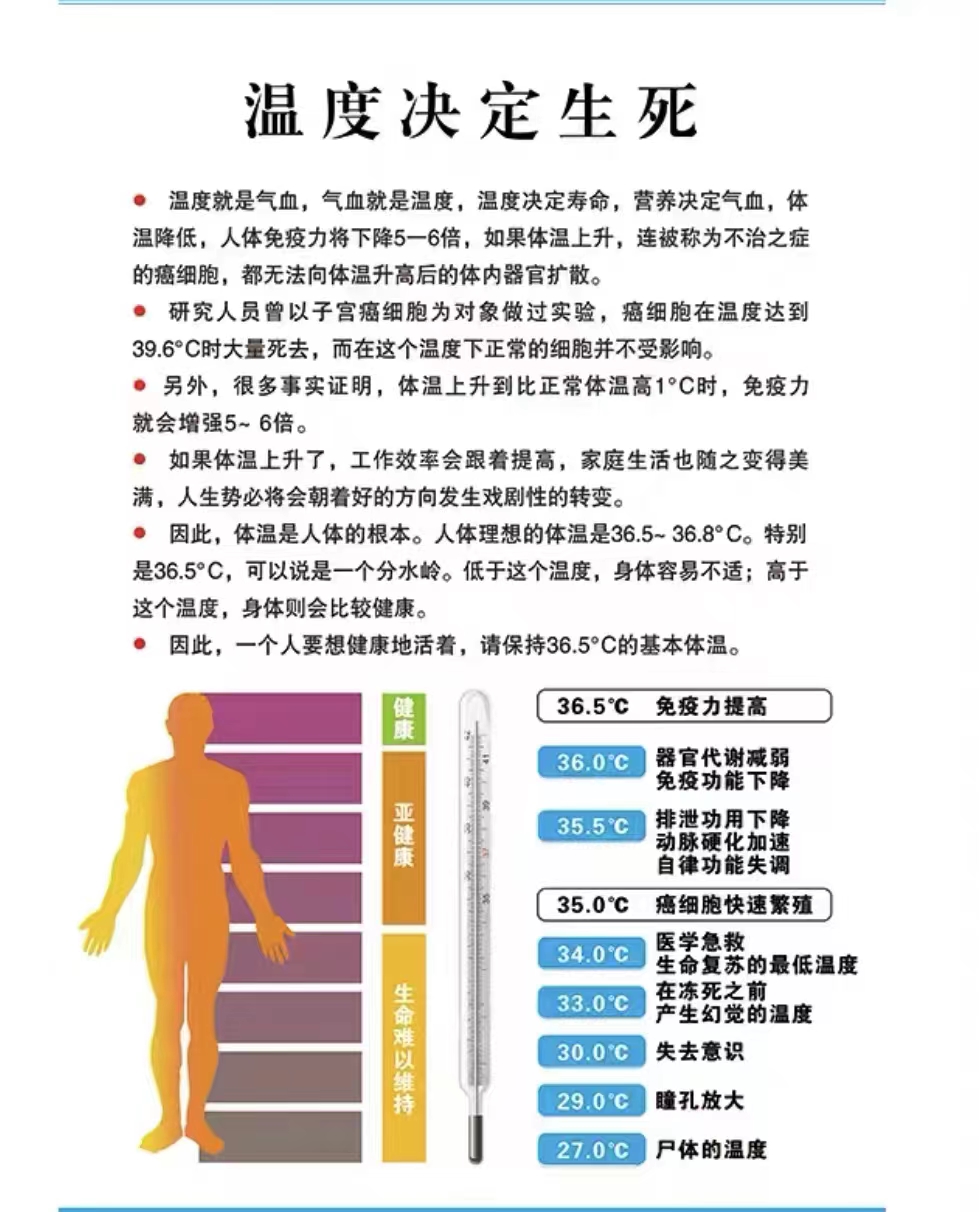 温度决定生死
● 温度就是气血，气血就是温度，温度决定寿命，营养决定气血，体
温降低，人体免疫力将下降5一6倍，如果体温上升，连被称为不治之症
的癌细胞，都无法向体温升高后的体内器官扩散。
● 研究人员曾以子宫癌细胞为对象做过实验，癌细胞在温度达到
39.6°C时大量死去，而在这个温度下正常的细胞并不受影响。
● 另外，很多事实证明，体温上升到比正常体温高1°C时，免疫力
就会增强5~ 6倍。
● 如果体温上升了，工作效率会跟着提高，家庭生活也随之变得美
满，人生势必将会朝着好的方向发生戏剧性的转变。
● 因此，体温是人体的根本。人体理想的体温是36.5~ 36.8°C。特别
是36.5°C，可以说是一个分水岭。低于这个温度，身体容易不适；高于
这个温度，身体则会比较健康。
● 因此，一个人要想健康地活着，请保持36.5°C的基本体温。
健康
亚健康
生命难以维持
36.5°C 免疫力提高
36.0°C 器官代谢减弱
免疫功能下降
35.5°C 排泄功用下降
动脉硬化加速
自律功能失调
35.0°C 癌细胞快速繁殖
34.0°C 医学急救
生命复苏的最低温度
33.0°C 在冻死之前
产生幻觉的温度
30.0°C 失去意识
29.0°C 瞳孔放大
27.0°C 尸体的温度